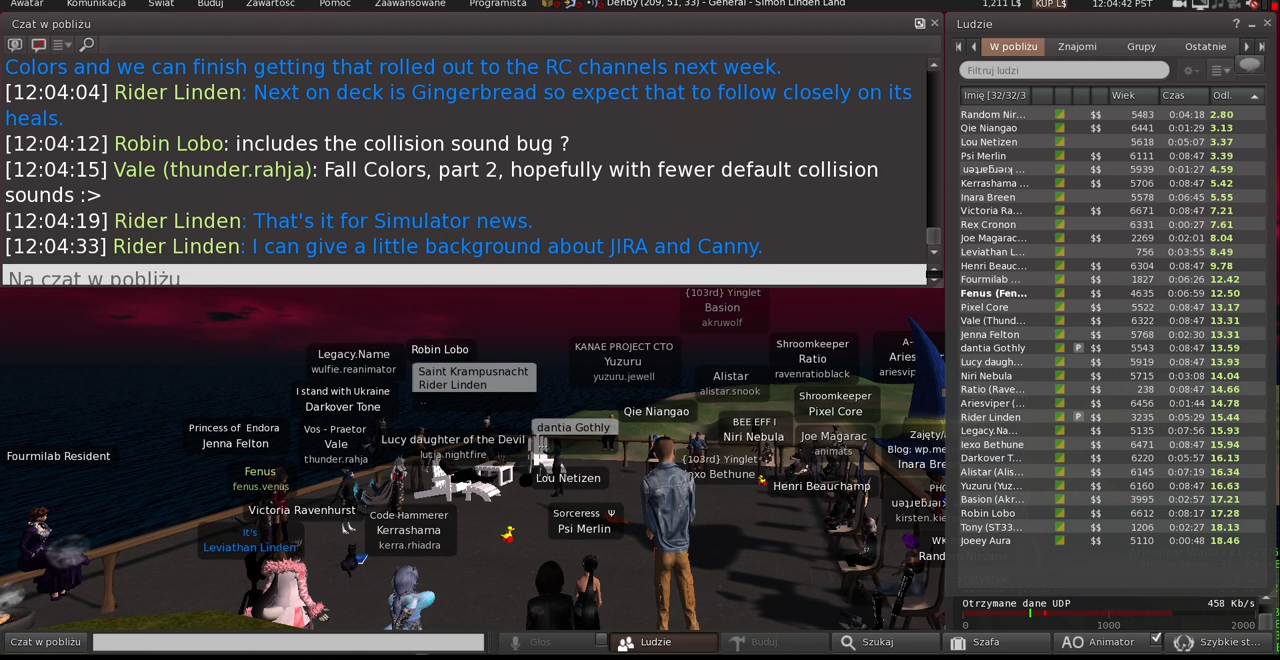 Awatar Komunikacja Świat Buduj Zawartość Pomoc Zaawansowane Programista Denby (209, 51, 33) - General - Simon Linden Land 1,211 L$ KUP L$ 12:04:42 PST
Czat w pobliżu
Colors and we can finish getting that rolled out to the RC channels next week.
[12:04:04] Rider Linden: Next on deck is Gingerbread so expect that to follow closely on its
heals.
[12:04:12] Robin Lobo: includes the collision sound bug ?
[12:04:15] Vale (thunder.rahja): Fall Colors, part 2, hopefully with fewer default collision
sounds :>
[12:04:19] Rider Linden: That's it for Simulator news.
[12:04:33] Rider Linden: I can give a little background about JIRA and Canny.
Na czat w pobliżu
{103rd} Yinglet
Basion
akruwolf
Legacy.Name
wulfie.reanimator
Robin Lobo
Saint Krampusnacht
Rider Linden
KANAE PROJECT CTO
Yuzuru
yuzuru.jewell
Shroomkeeper
Ratio
ravenratioblack
A-
Aries
ariesvip
Alistar
alistar.snook
I stand with Ukraine
Darkover Tone
Shroomkeeper
Pixel Core
Qie Niangao
Princess of Endora
Jenna Felton
Vos - Praetor
Vale
thunder.rahja
Lucy daughter of the Devil
lucia.nightfire
dantia Gothly
BEE EFF I
Niri Nebula
Joe Magarac
animats
Zajęty/
Blog: wp.me
Inara Bre
Fourmilab Resident
Fenus
fenus.venus
{103rd} Yinglet
Iexo Bethune
Lou Netizen
Henri Beauchamp
kirsten.kie
Victoria Ravenhurst
Code Hammerer
Kerrashama
kerra.rhiadra
Sorceress Ψ
Psi Merlin
It's
Leviathan Linden
Czat w pobliżu Głos Ludzie Buduj Szukaj Szafa AO Animator Szybkie st...
Ludzie
W pobliżu Znajomi Grupy Ostatnie
Filtruj ludzi
Imię [32/32/3 Wiek Czas Odl.
Random Nir... $$ 5483 0:04:18 2.80
Qie Niangao $$ 6441 0:01:29 3.13
Lou Netizen 5618 0:05:07 3.37
Psi Merlin $$ 6111 0:08:47 3.39
$$ 5939 0:01:27 4.59
Kerrashama ... $$ 5706 0:08:47 5.42
Inara Breen 5578 0:06:45 5.55
Victoria Ra... $$ 6671 0:08:47 7.21
Rex Cronon 6331 0:00:27 7.61
Joe Magarac... $$ 2269 0:02:01 8.04
Leviathan L... 756 0:03:55 8.49
Henri Beauc... $$ 6304 0:08:47 9.78
Fourmilab ... $$ 1827 0:06:26 12.42
Fenus (Fen... $$ 4635 0:06:59 12.50
Pixel Core $$ 5522 0:08:47 13.17
Vale (Thund... $$ 6322 0:08:47 13.31
Jenna Felton $$ 5768 0:02:30 13.31
dantia Gothly P $$ 5543 0:08:47 13.59
Lucy daugh... $$ 5919 0:08:47 13.93
Niri Nebula $$ 5715 0:03:08 14.04
Ratio (Rave... $$ 238 0:08:47 14.66
Ariesviper (... $$ 6456 0:01:44 14.78
Rider Linden P $$ 3235 0:05:29 15.44
Legacy.Na... $$ 5135 0:07:56 15.93
Iexo Bethune $$ 6471 0:08:47 15.94
Darkover T... $$ 6220 0:05:57 16.13
Alistar (Alis... $$ 6145 0:07:19 16.34
Yuzuru (Yuz... $$ 6160 0:08:47 16.63
Basion (Akr... $$ 3995 0:02:57 17.21
Robin Lobo $$ 6612 0:08:17 17.28
Tony (ST33... $$ 1206 0:02:27 18.13
Joeey Aura $$ 5110 0:00:48 18.46
Otrzymane dane UDP 458 Kb/s
0 1000 2000